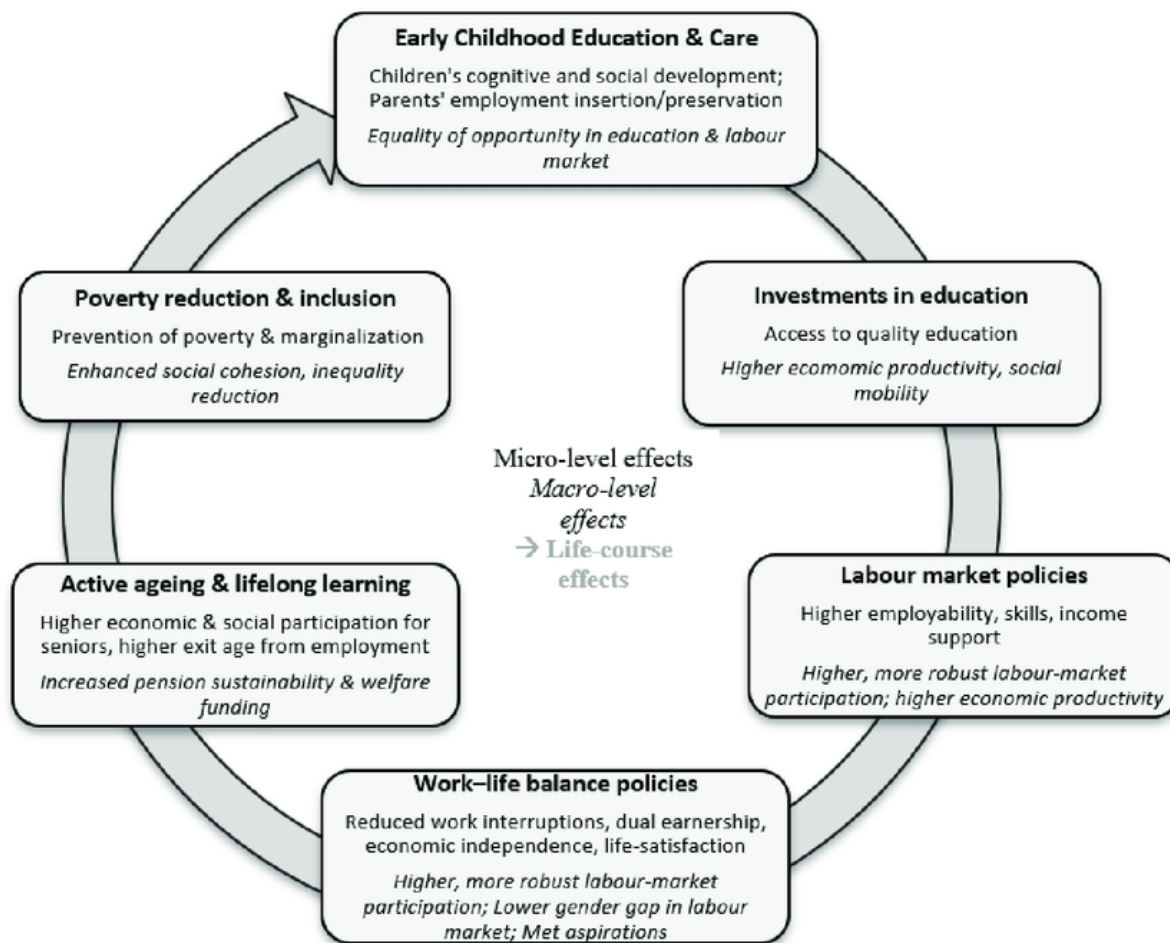 Early Childhood Education & Care
Children's cognitive and social development;
Parents' employment insertion/preservation
Equality of opportunity in education & labour
market
Investments in education
Access to quality education
Higher ecomomic productivity, social
mobility
Labour market policies
Higher employability, skills, income
support
Higher, more robust labour-market
participation; higher economic productivity
Work–life balance policies
Reduced work interruptions, dual earnership,
economic independence, life-satisfaction
Higher, more robust labour-market
participation; Lower gender gap in labour
market; Met aspirations
Active ageing & lifelong learning
Higher economic & social participation for
seniors, higher exit age from employment
Increased pension sustainability & welfare
funding
Poverty reduction & inclusion
Prevention of poverty & marginalization
Enhanced social cohesion, inequality
reduction
Micro-level effects
Macro-level
effects
→ Life-course
effects